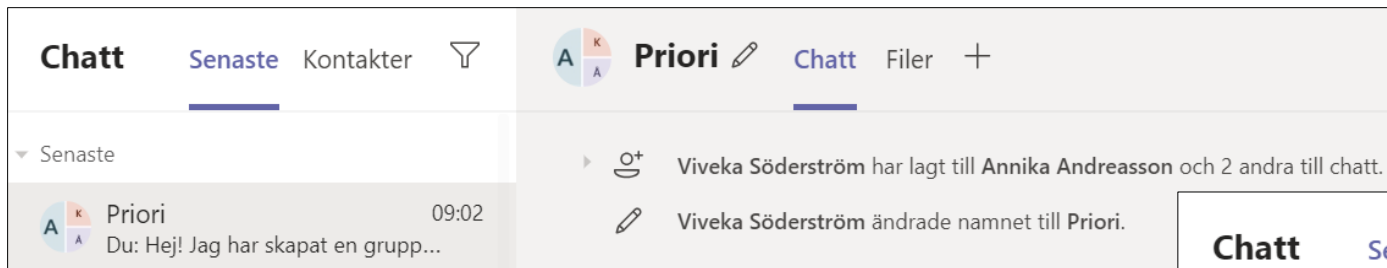 Chatt Senaste Kontakter
A K A Priori Chatt Filer
Senaste
Viveka Söderström har lagt till Annika Andreasson och 2 andra till chatt.
A K A Priori 09:02
Du: Hej! Jag har skapat en grupp...
Viveka Söderström ändrade namnet till Priori.
Chatt